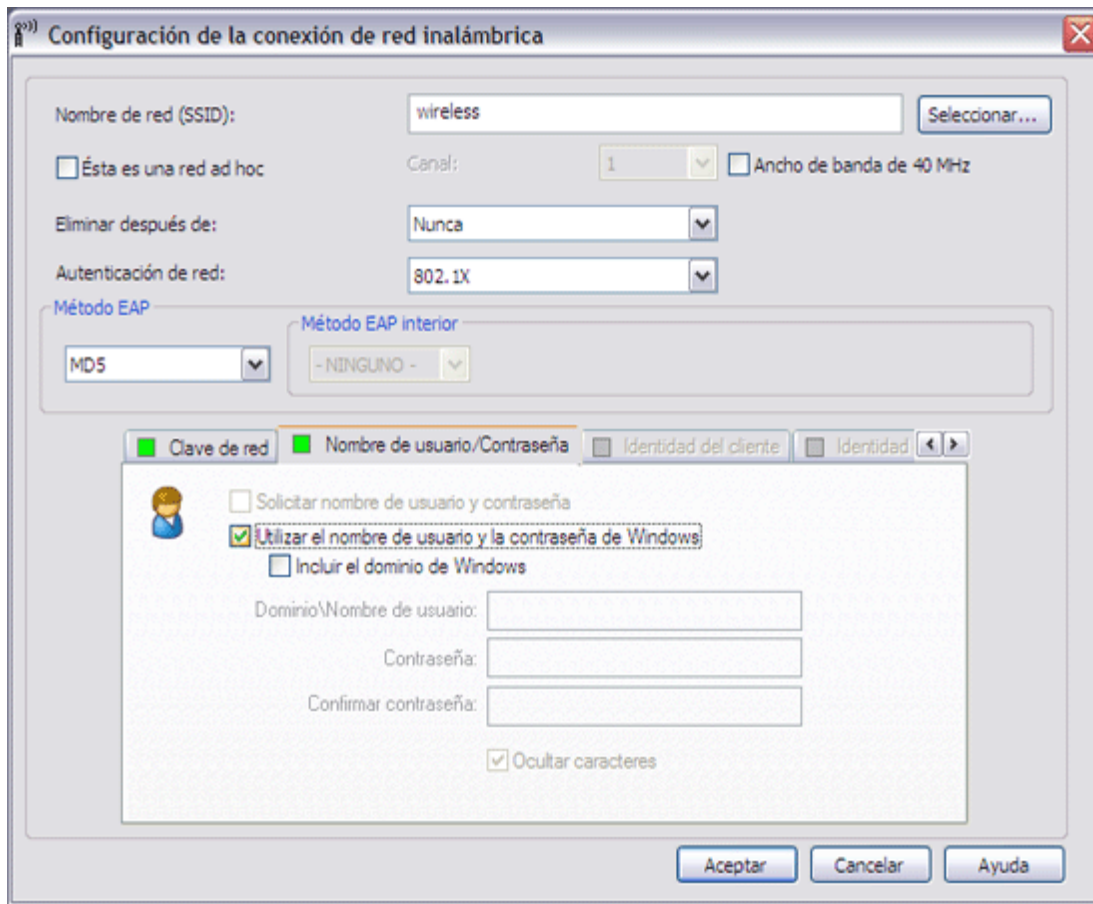 Configuración de la conexión de red inalámbrica
Nombre de red (SSID): wireless Seleccionar...
Ésta es una red ad hoc Canal: 1 Ancho de banda de 40 MHz
Eliminar después de: Nunca
Autenticación de red: 802.1X
Método EAP
Método EAP interior
MD5 - NINGUNO -
Clave de red Nombre de usuario/Contraseña Identidad del cliente Identidad
Solicitar nombre de usuario y contraseña
Utilizar el nombre de usuario y la contraseña de Windows
Incluir el dominio de Windows
Dominio\Nombre de usuario:
Contraseña:
Confirmar contraseña:
Ocultar caracteres
Aceptar Cancelar Ayuda